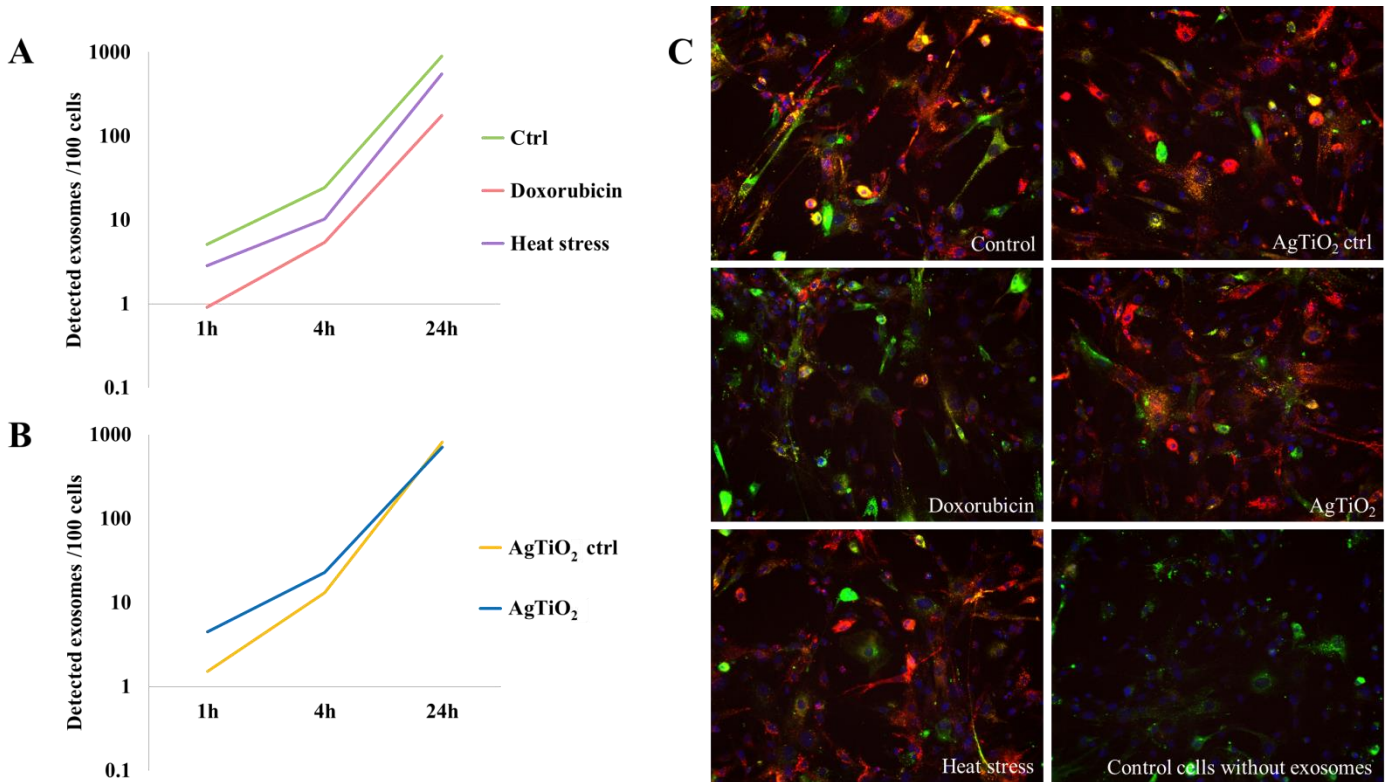 A
Detected exosomes /100 cells
1000
100
10
1
0.1
1h
4h
24h
Ctrl
Doxorubicin
Heat stress
B
Detected exosomes /100 cells
1000
100
10
1
0.1
1h
4h
24h
AgTiO₂ ctrl
AgTiO₂
C
Control
AgTiO₂ ctrl
Doxorubicin
AgTiO₂
Heat stress
Control cells without exosomes